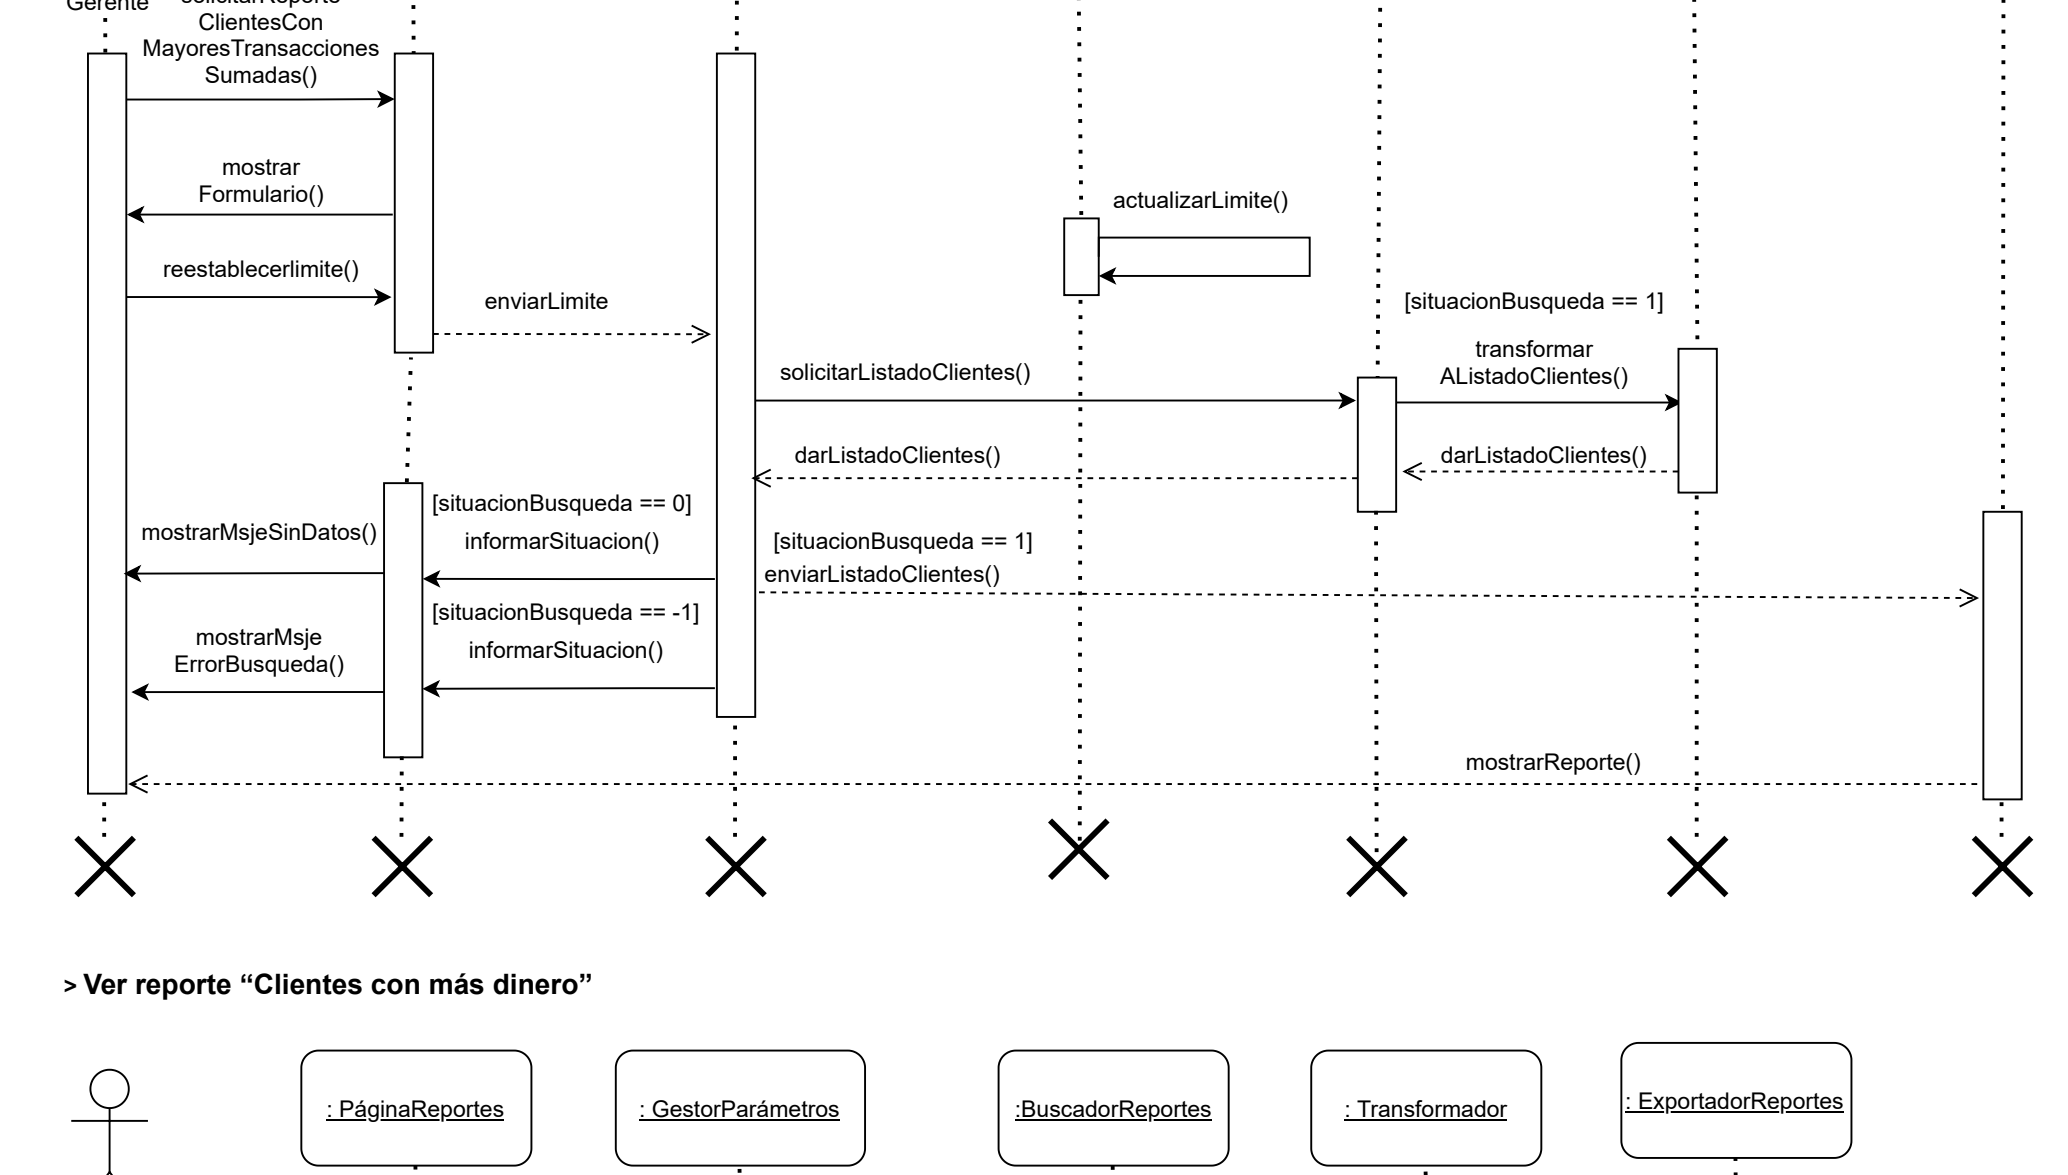 Gerente
solicitarReporte
ClientesCon
MayoresTransacciones
Sumadas()
mostrar
Formulario()
actualizarLimite()
reestablecerlimite()
enviarLimite
[situacionBusqueda == 1]
transformar
AListadoClientes()
solicitarListadoClientes()
darListadoClientes()
darListadoClientes()
[situacionBusqueda == 0]
mostrarMsjeSinDatos()
informarSituacion()
[situacionBusqueda == 1]
enviarListadoClientes()
[situacionBusqueda == -1]
mostrarMsje
ErrorBusqueda()
informarSituacion()
mostrarReporte()
> Ver reporte “Clientes con más dinero”
: PáginaReportes
: GestorParámetros
:BuscadorReportes
: Transformador
: ExportadorReportes